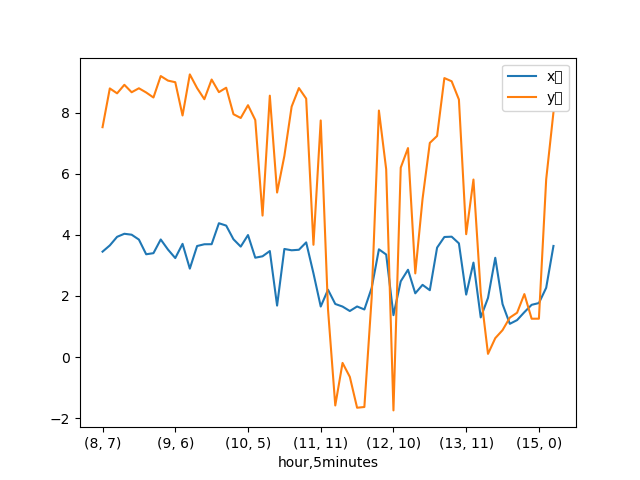 x
y
8
6
4
2
0
−2
(8, 7) (9, 6) (10, 5) (11, 11) (12, 10) (13, 11) (15, 0)
hour,5minutes